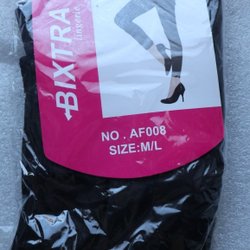 BIXTRA
lingerie
NO . AF008
SIZE:M/L